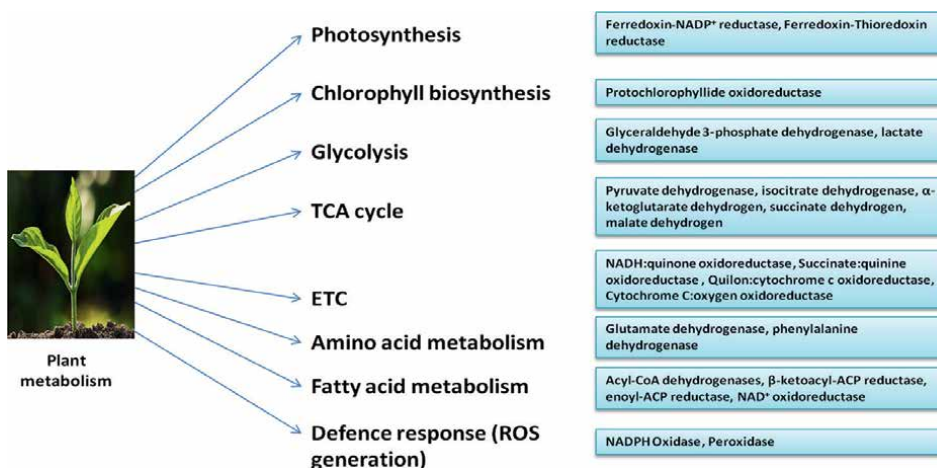 Photosynthesis
Ferredoxin-NADP⁺ reductase, Ferredoxin-Thioredoxin
reductase
Chlorophyll biosynthesis
Protochlorophyllide oxidoreductase
Glycolysis
Glyceraldehyde 3-phosphate dehydrogenase, lactate
dehydrogenase
TCA cycle
Pyruvate dehydrogenase, isocitrate dehydrogenase, α-
ketoglutarate dehydrogen, succinate dehydrogen,
malate dehydrogen
ETC
NADH:quinone oxidoreductase, Succinate:quinine
oxidoreductase , Quilon:cytochrome c oxidoreductase,
Cytochrome C:oxygen oxidoreductase
Amino acid metabolism
Glutamate dehydrogenase, phenylalanine
dehydrogenase
Fatty acid metabolism
Acyl-CoA dehydrogenases, β-ketoacyl-ACP reductase,
enoyl-ACP reductase, NAD⁺ oxidoreductase
Defence response (ROS
generation)
NADPH Oxidase, Peroxidase
Plant
metabolism